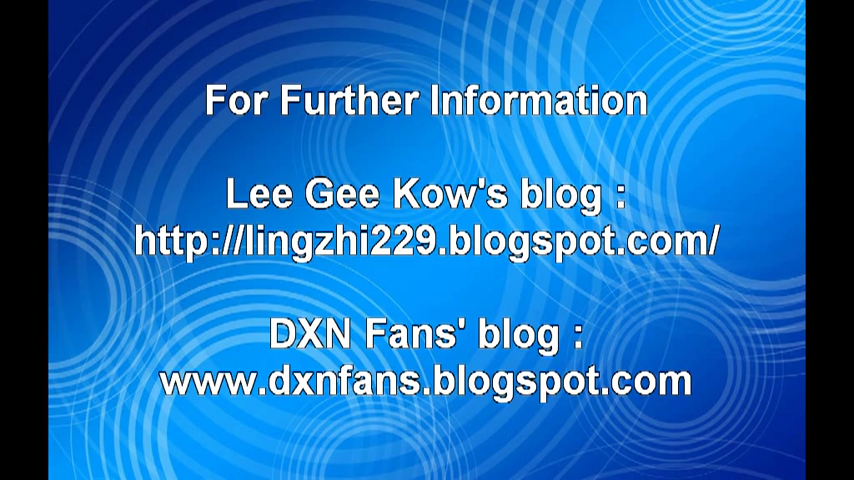 For Further Information
Lee Gee Kow's blog :
http://lingzhi229.blogspot.com/
DXN Fans' blog :
www.dxnfans.blogspot.com